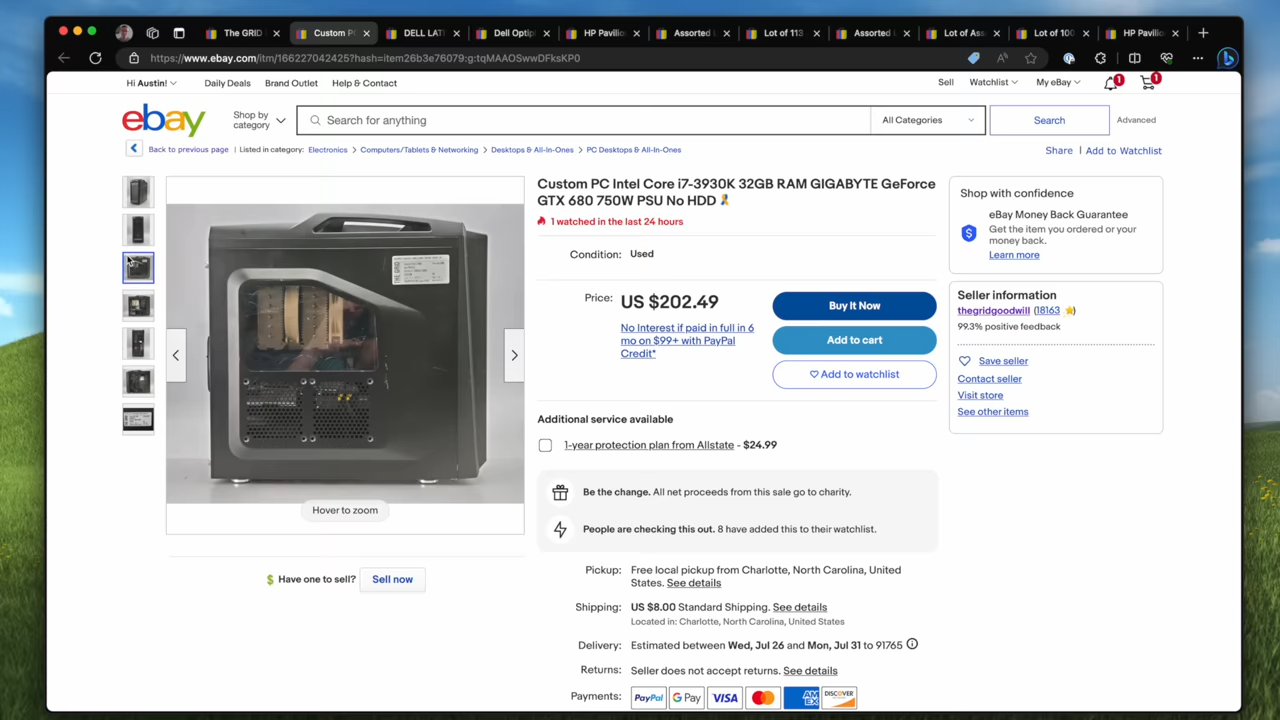 The GRID
Custom P
DELL LAT
Dell Optip
HP Pavilio
Assorted
Lot of 113
Assorted
Lot of Ass
Lot of 100
HP Pavilio
https://www.ebay.com/itm/166227042425?hash=item26b3e76079:g:tqMAAOSwwDFksKP0
Hi Austin!
Daily Deals
Brand Outlet
Help & Contact
Sell
Watchlist
My eBay
1
1
ebay
Shop by
category
Search for anything
All Categories
Search
Advanced
Back to previous page | Listed in category: Electronics > Computers/Tablets & Networking > Desktops & All-In-Ones > PC Desktops & All-In-Ones
Share | Add to Watchlist
Custom PC Intel Core i7-3930K 32GB RAM GIGABYTE GeForce
GTX 680 750W PSU No HDD
1 watched in the last 24 hours
Condition: Used
Price: US $202.49
No Interest if paid in full in 6
mo on $99+ with PayPal
Credit*
Buy It Now
Add to cart
Add to watchlist
Additional service available
1-year protection plan from Allstate - $24.99
Be the change. All net proceeds from this sale go to charity.
People are checking this out. 8 have added this to their watchlist.
Pickup: Free local pickup from Charlotte, North Carolina, United
States. See details
Shipping: US $8.00 Standard Shipping. See details
Located in: Charlotte, North Carolina, United States
Delivery: Estimated between Wed, Jul 26 and Mon, Jul 31 to 91765
Returns: Seller does not accept returns. See details
Payments: PayPal G Pay VISA AMEX DISCOVER
Hover to zoom
Have one to sell? Sell now
Shop with confidence
eBay Money Back Guarantee
Get the item you ordered or your
money back.
Learn more
Seller information
thegridgoodwill (18163)
99.3% positive feedback
Save seller
Contact seller
Visit store
See other items